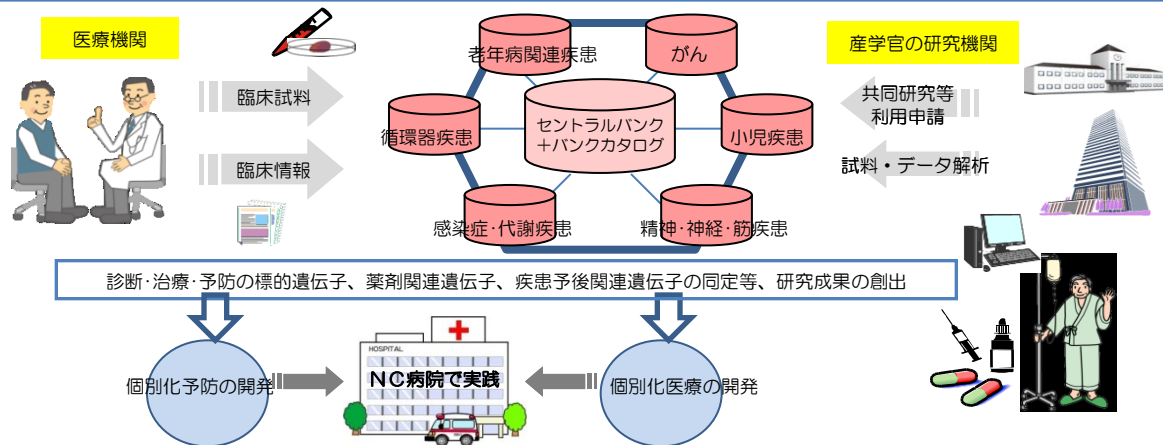 医療機関
産学官の研究機関
老年病関連疾患
がん
臨床試料
共同研究等
利用申請
セントラルバンク
+バンクカタログ
循環器疾患
小児疾患
臨床情報
試料・データ解析
感染症・代謝疾患
精神・神経・筋疾患
診断・治療・予防の標的遺伝子、薬剤関連遺伝子、疾患予後関連遺伝子の同定等、研究成果の創出
HOSPITAL
個別化予防の開発
NC病院で実践
個別化医療の開発